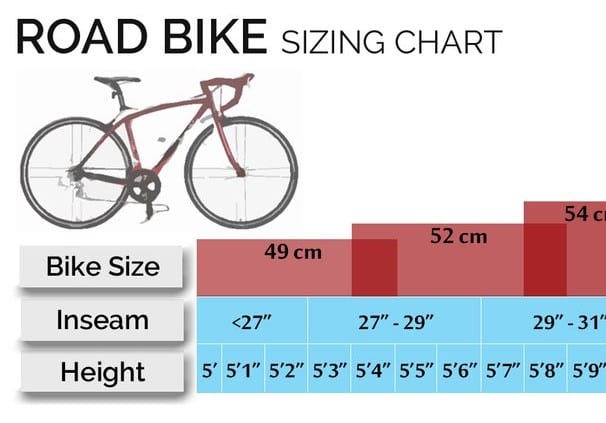 ROAD BIKE SIZING CHART
54 c
52 cm
49 cm
Bike Size
Inseam <27” 27” - 29” 29” - 31”
Height 5’ 5’1” 5’2” 5’3” 5’4” 5’5” 5’6” 5’7” 5’8” 5’9”